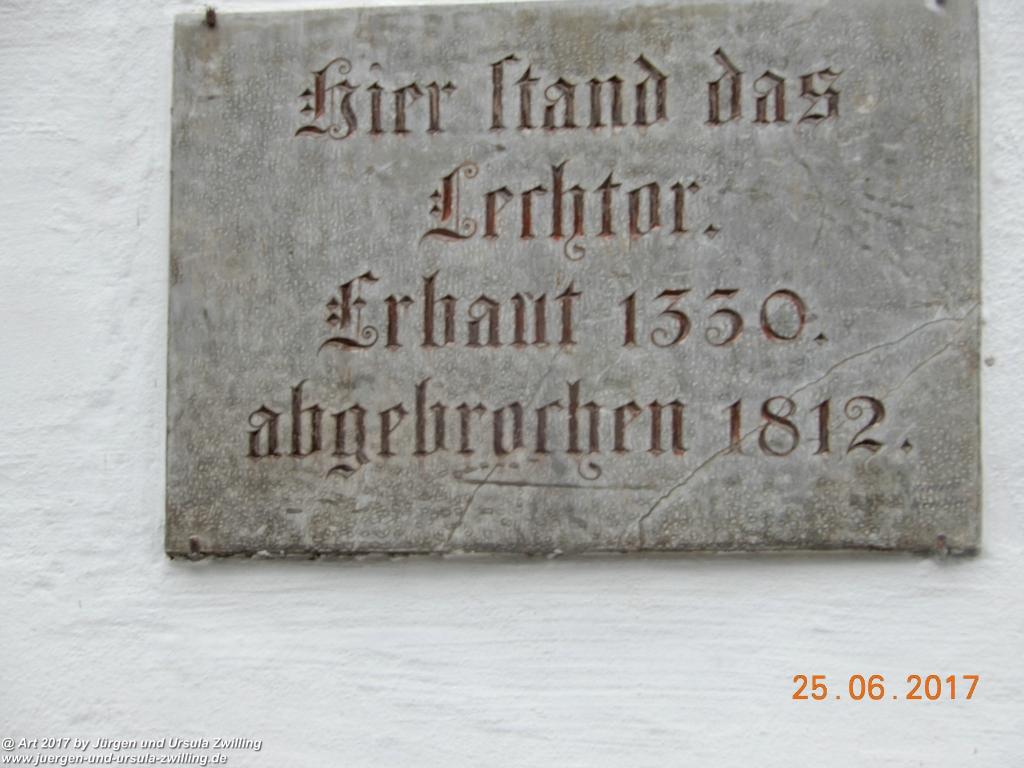 Hier ſtand das
Lechtor.
Erbaut 1330.
abgebrochen 1812.
25.06.2017
@ Art 2017 by Jürgen und Ursula Zwilling
www.juergen-und-ursula-zwilling.de